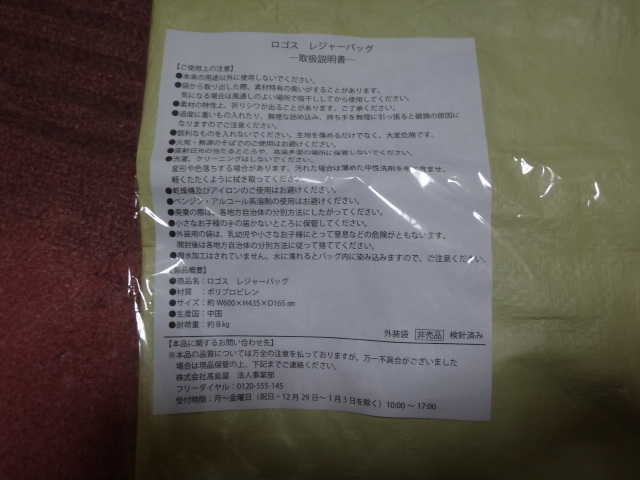 ロゴス　レジャーバッグ
―取扱説明書―
【ご使用上の注意】
●本来の用途以外に使用しないでください。
●袋から取り出した際、素材特有の臭いがすることがあります。
気になる場合は風通しのよい場所で陰干ししてから使用してください。
●素材の特性上、折りシワが出ることがあります。ご了承ください。
●過度に重いもの入れたり、無理な詰め込み、持ち手を無理に引っ張ると破損の原因に
なりますのでご注意ください。
●鋭利なものを入れないでください。生地を傷めるだけでなく、大変危険です。
●火気・熱源のそばでのご使用はお避けください。
●直射日光の当たるところや、高温多湿の場所に保管しないでください。
●洗濯、クリーニングはしないでください。
変形や色落ちする場合があります。汚れた場合は薄めた中性洗剤を布に含ませ、
軽くたたくように拭き取ってください。
●乾燥機及びアイロンのご使用はお避けください。
●ベンジン・アルコール系溶剤の使用はお避けください。
●廃棄の際は、各地方自治体の分別方法にしたがってください。
●小さなお子様の手の届かないところに保管してください。
●外装用の袋は、乳幼児や小さなお子様にとって窒息などの危険がともないます。
開封後は各地方自治体の分別方法に従って捨ててください。
●撥水加工はされていません。水に濡れるとバッグ内に染み込みますので、ご注意ください。
【製品概要】
●商品名：ロゴス　レジャーバッグ
●材質　：ポリプロピレン
●サイズ：約 W600×H435×D165 ㎜
●生産国：中国
●耐荷重：約 8㎏
外装袋　非売品　検針済み
【本品に関するお問い合わせ先】
※本品の品質については万全の注意を払っておりますが、万一不具合がございました
場合は現品保管の上、下記までご連絡ください。
株式会社高島屋　法人事業部
フリーダイヤル：0120-555-145
受付時間：月～金曜日（祝日・12 月 29 日～ 1 月 3 日を除く）10:00 ～ 17:00